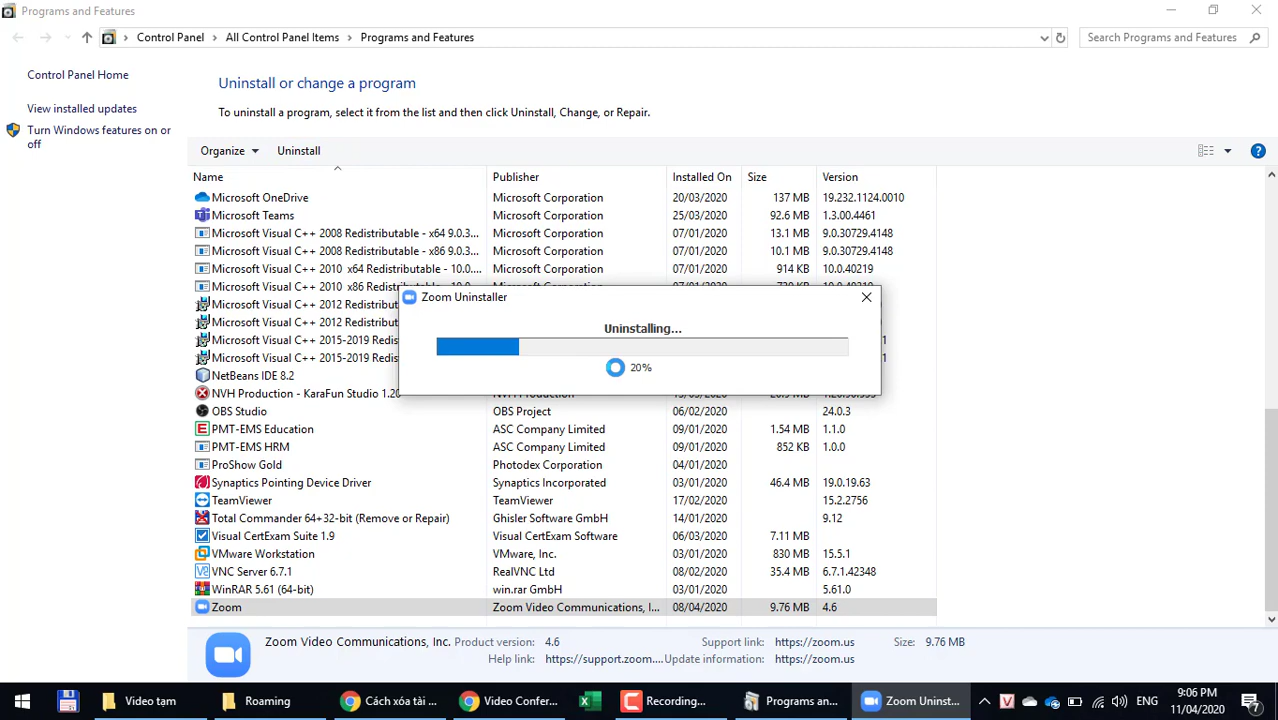 Programs and Features
Control Panel > All Control Panel Items > Programs and Features
Search Programs and Features
Control Panel Home
View installed updates
Turn Windows features on or
off
Uninstall or change a program
To uninstall a program, select it from the list and then click Uninstall, Change, or Repair.
Organize
Uninstall
Name Publisher Installed On Size Version
Microsoft OneDrive Microsoft Corporation 20/03/2020 137 MB 19.232.1124.0010
Microsoft Teams Microsoft Corporation 25/03/2020 92.6 MB 1.3.00.4461
Microsoft Visual C++ 2008 Redistributable - x64 9.0.3... Microsoft Corporation 07/01/2020 13.1 MB 9.0.30729.4148
Microsoft Visual C++ 2008 Redistributable - x86 9.0.3... Microsoft Corporation 07/01/2020 10.1 MB 9.0.30729.4148
Microsoft Visual C++ 2010 x64 Redistributable - 10.0.... Microsoft Corporation 07/01/2020 914 KB 10.0.40219
Microsoft Visual C++ 2010 x86 Redis
Microsoft Visual C++ 2012 Redistribut
Microsoft Visual C++ 2012 Redistribut
Microsoft Visual C++ 2015-2019 Redis
Microsoft Visual C++ 2015-2019 Redis
Zoom Uninstaller
Uninstalling...
20%
NetBeans IDE 8.2
NVH Production - KaraFun Studio 1.20
OBS Studio OBS Project 06/02/2020 24.0.3
PMT-EMS Education ASC Company Limited 09/01/2020 1.54 MB 1.1.0
PMT-EMS HRM ASC Company Limited 09/01/2020 852 KB 1.0.0
ProShow Gold Photodex Corporation 04/01/2020
Synaptics Pointing Device Driver Synaptics Incorporated 03/01/2020 46.4 MB 19.0.19.63
TeamViewer TeamViewer 17/02/2020 15.2.2756
Total Commander 64+32-bit (Remove or Repair) Ghisler Software GmbH 14/01/2020 9.12
Visual CertExam Suite 1.9 Visual CertExam Software 06/03/2020 7.11 MB
VMware Workstation VMware, Inc. 03/01/2020 830 MB 15.5.1
VNC Server 6.7.1 RealVNC Ltd 08/02/2020 35.4 MB 6.7.1.42348
WinRAR 5.61 (64-bit) win.rar GmbH 03/01/2020 5.61.0
Zoom Zoom Video Communications, I... 08/04/2020 9.76 MB 4.6
Zoom Video Communications, Inc. Product version: 4.6 Support link: https://zoom.us Size: 9.76 MB
Help link: https://support.zoom.... Update information: https://zoom.us
Video tạm
Roaming
Cách xóa tài ...
Video Confer...
Recording...
Programs an...
Zoom Uninst...
ENG
9:06 PM
11/04/2020
7